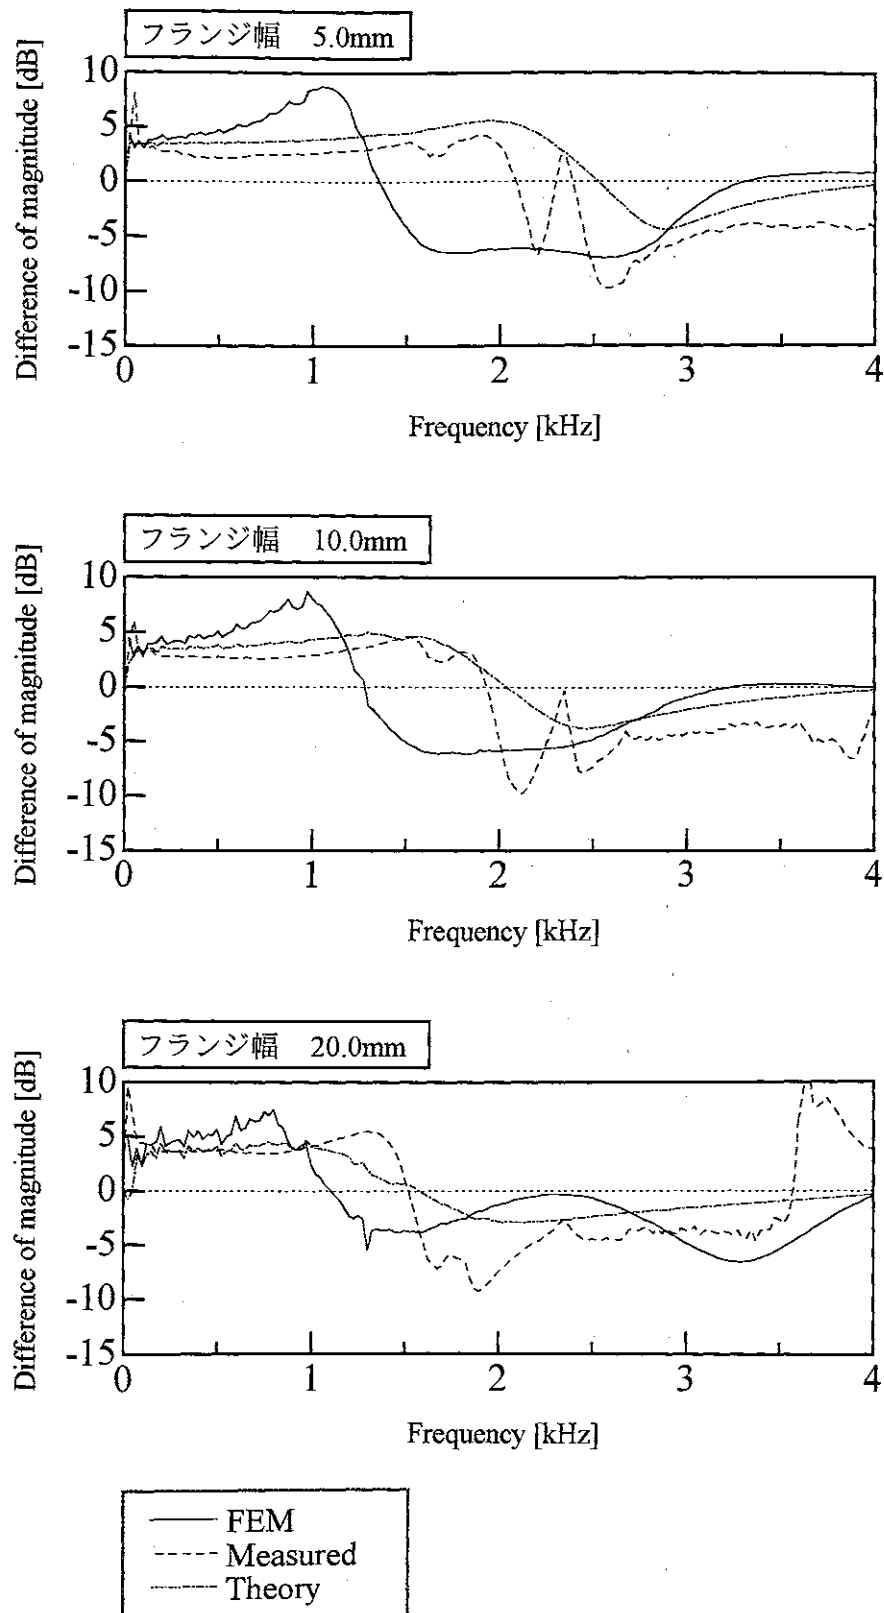 フランジ幅 5.0mm
Difference of magnitude [dB]
10
5
0
-5
-10
-15
0
1
2
3
4
Frequency [kHz]
フランジ幅 10.0mm
Difference of magnitude [dB]
10
5
0
-5
-10
-15
0
1
2
3
4
Frequency [kHz]
フランジ幅 20.0mm
Difference of magnitude [dB]
10
5
0
-5
-10
-15
0
1
2
3
4
Frequency [kHz]
FEM
Measured
Theory